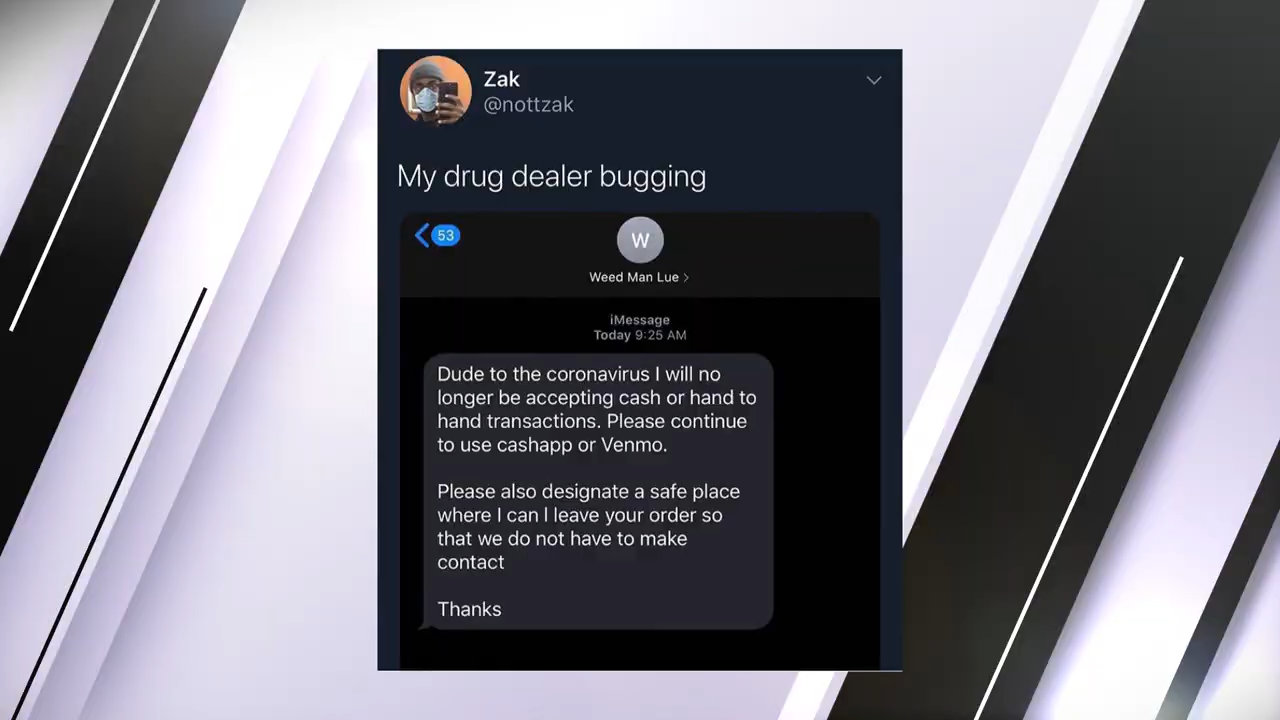 Zak
@nottzak
My drug dealer bugging
53
W
Weed Man Lue >
iMessage
Today 9:25 AM
Dude to the coronavirus I will no
longer be accepting cash or hand to
hand transactions. Please continue
to use cashapp or Venmo.
Please also designate a safe place
where I can I leave your order so
that we do not have to make
contact
Thanks